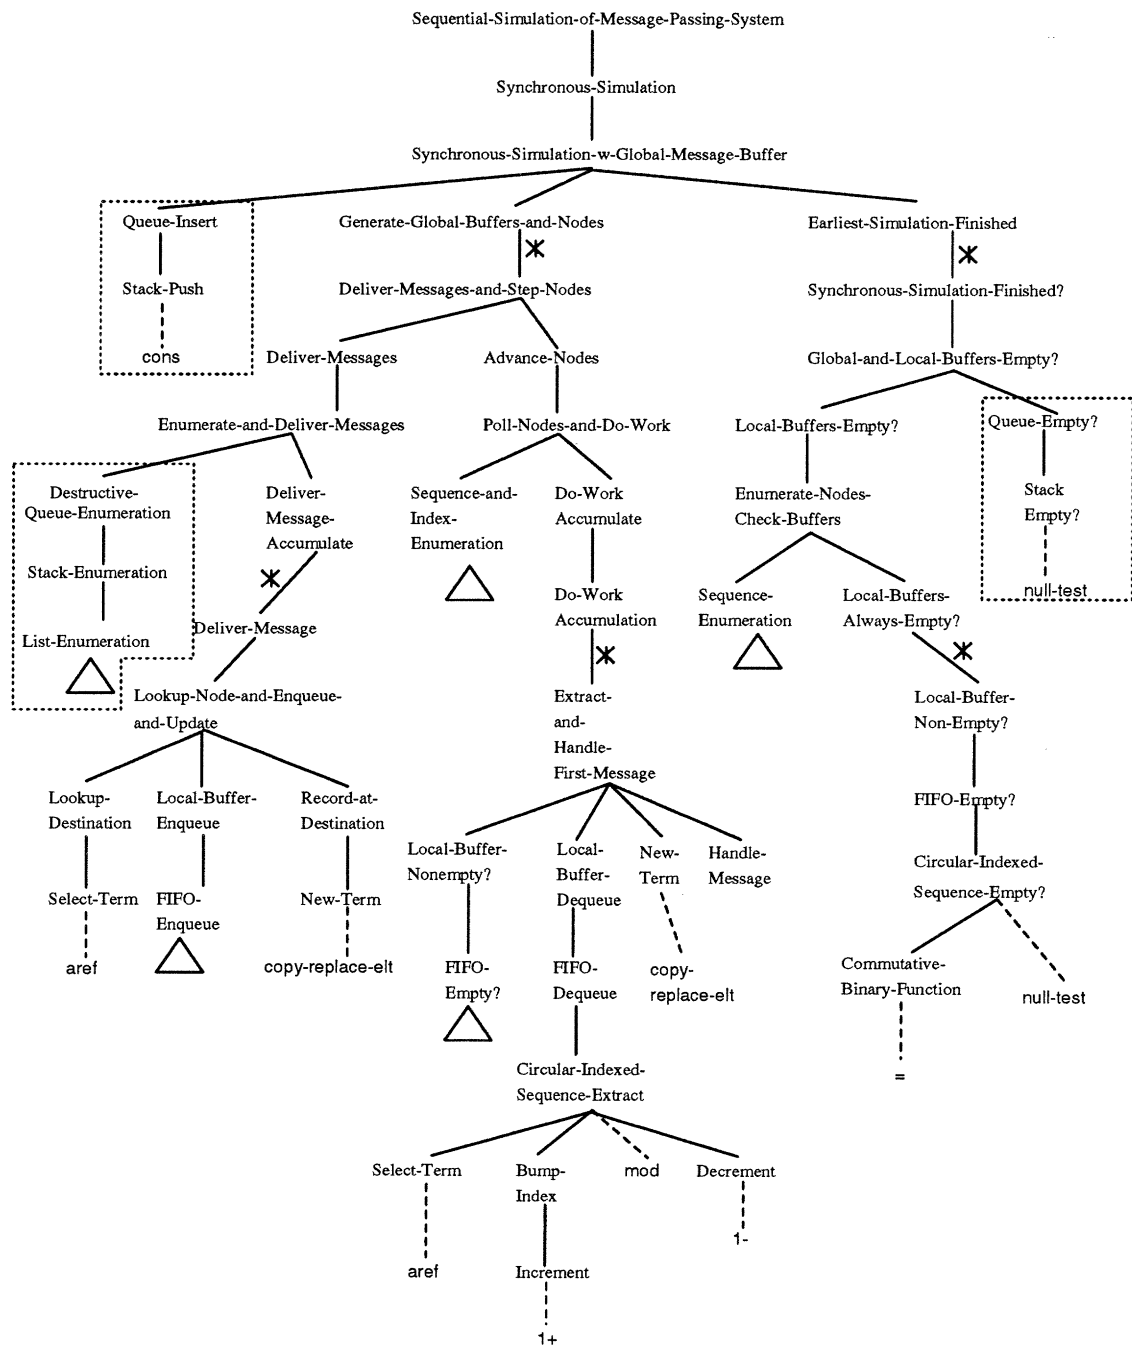 Sequential-Simulation-of-Message-Passing-System
Synchronous-Simulation
Synchronous-Simulation-w-Global-Message-Buffer
Queue-Insert
Generate-Global-Buffers-and-Nodes
Earliest-Simulation-Finished
Stack-Push
Deliver-Messages-and-Step-Nodes
Synchronous-Simulation-Finished?
cons
Deliver-Messages
Advance-Nodes
Global-and-Local-Buffers-Empty?
Enumerate-and-Deliver-Messages
Poll-Nodes-and-Do-Work
Local-Buffers-Empty?
Queue-Empty?
Destructive-
Queue-Enumeration
Deliver-
Message-
Accumulate
Sequence-and-
Index-
Enumeration
Do-Work
Accumulate
Enumerate-Nodes-
Check-Buffers
Stack
Empty?
Stack-Enumeration
Do-Work
Accumulation
Sequence-
Enumeration
Local-Buffers-
Always-Empty?
null-test
List-Enumeration
Deliver-Message
Lookup-Node-and-Enqueue-
and-Update
Extract-
and-
Handle-
First-Message
Local-Buffer-
Non-Empty?
Lookup-
Destination
Local-Buffer-
Enqueue
Record-at-
Destination
FIFO-Empty?
Local-Buffer-
Nonempty?
Local-
Buffer-
Dequeue
New-
Term
Handle-
Message
Circular-Indexed-
Sequence-Empty?
Select-Term
FIFO-
Enqueue
New-Term
aref
copy-replace-elt
FIFO-
Empty?
FIFO-
Dequeue
copy-
replace-elt
Commutative-
Binary-Function
null-test
Circular-Indexed-
Sequence-Extract
=
Select-Term
Bump-
Index
mod
Decrement
1-
aref
Increment
1+